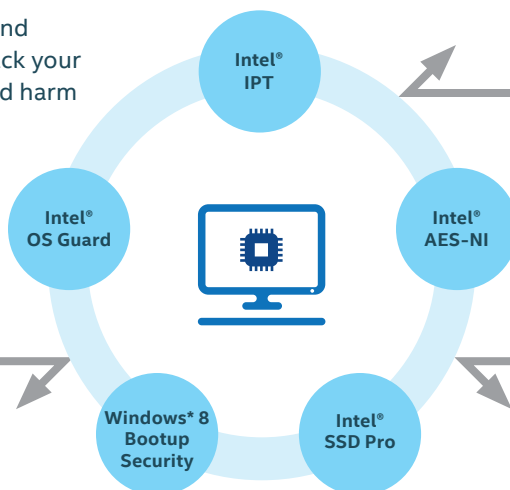 nd
ck your
d harm
Intel®
IPT
Intel®
OS Guard
Intel®
AES-NI
Windows* 8
Bootup
Security
Intel®
SSD Pro